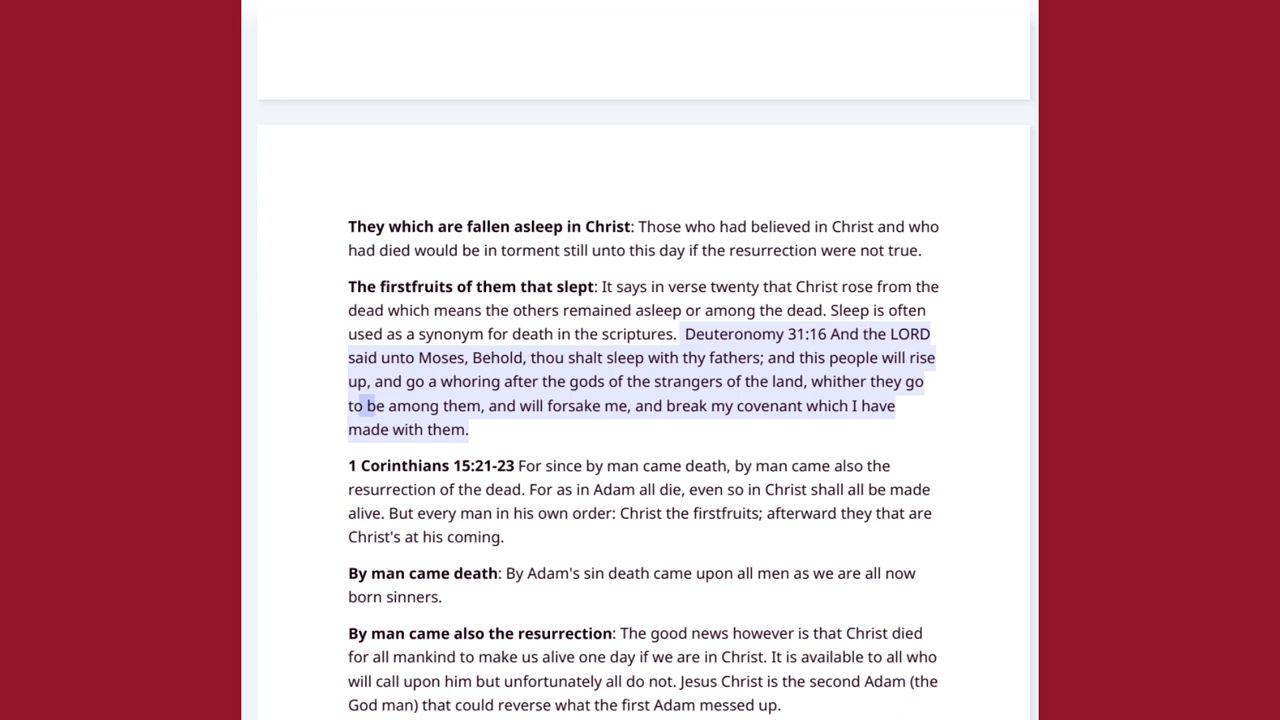 They which are fallen asleep in Christ: Those who had believed in Christ and who
had died would be in torment still unto this day if the resurrection were not true.
The firstfruits of them that slept: It says in verse twenty that Christ rose from the
dead which means the others remained asleep or among the dead. Sleep is often
used as a synonym for death in the scriptures.  Deuteronomy 31:16 And the LORD
said unto Moses, Behold, thou shalt sleep with thy fathers; and this people will rise
up, and go a whoring after the gods of the strangers of the land, whither they go
to be among them, and will forsake me, and break my covenant which I have
made with them.
1 Corinthians 15:21-23 For since by man came death, by man came also the
resurrection of the dead. For as in Adam all die, even so in Christ shall all be made
alive. But every man in his own order: Christ the firstfruits; afterward they that are
Christ's at his coming.
By man came death: By Adam's sin death came upon all men as we are all now
born sinners.
By man came also the resurrection: The good news however is that Christ died
for all mankind to make us alive one day if we are in Christ. It is available to all who
will call upon him but unfortunately all do not. Jesus Christ is the second Adam (the
God man) that could reverse what the first Adam messed up.